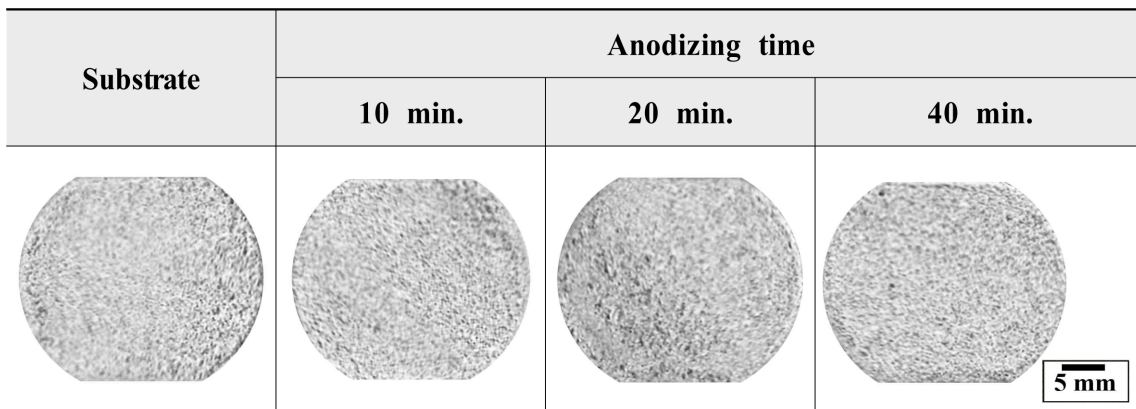 Substrate
Anodizing time
10 min.
20 min.
40 min.
5 mm